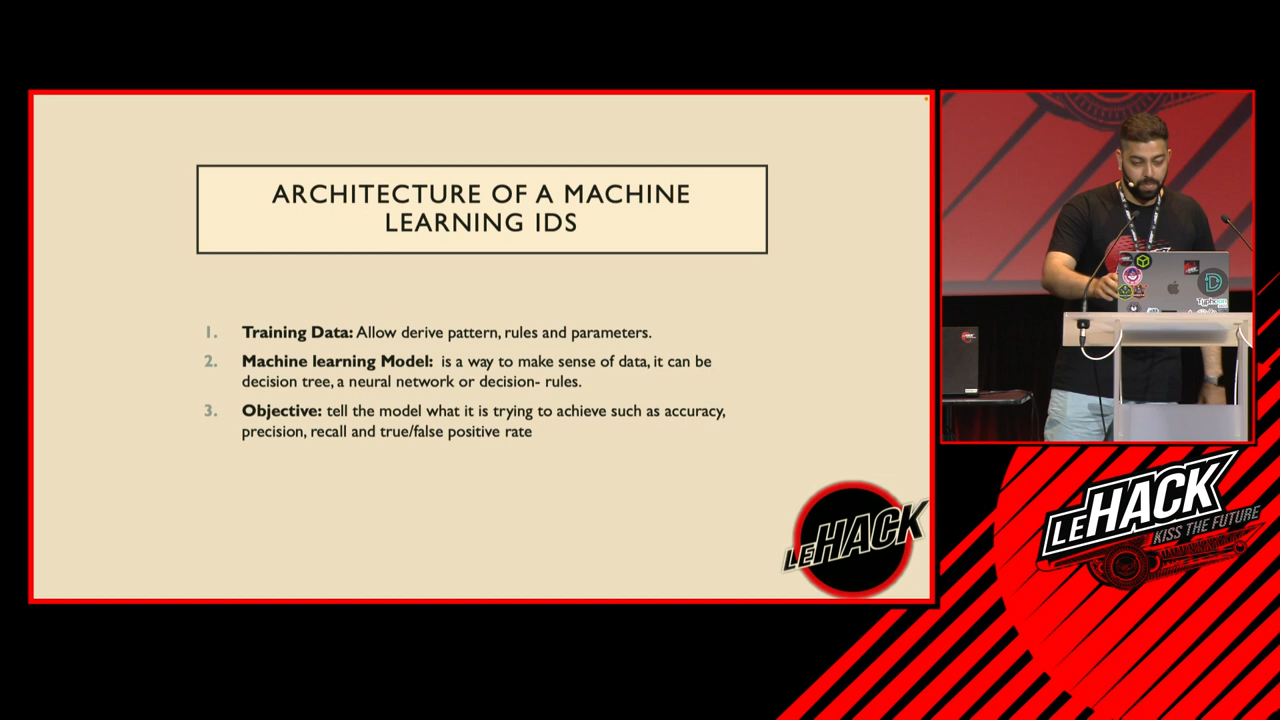 ARCHITECTURE OF A MACHINE
LEARNING IDS
1. Training Data: Allow derive pattern, rules and parameters.
2. Machine learning Model: is a way to make sense of data, it can be
decision tree, a neural network or decision- rules.
3. Objective: tell the model what it is trying to achieve such as accuracy,
precision, recall and true/false positive rate
LEHACK
Typhoon
LEHACK
KISS THE FUTURE